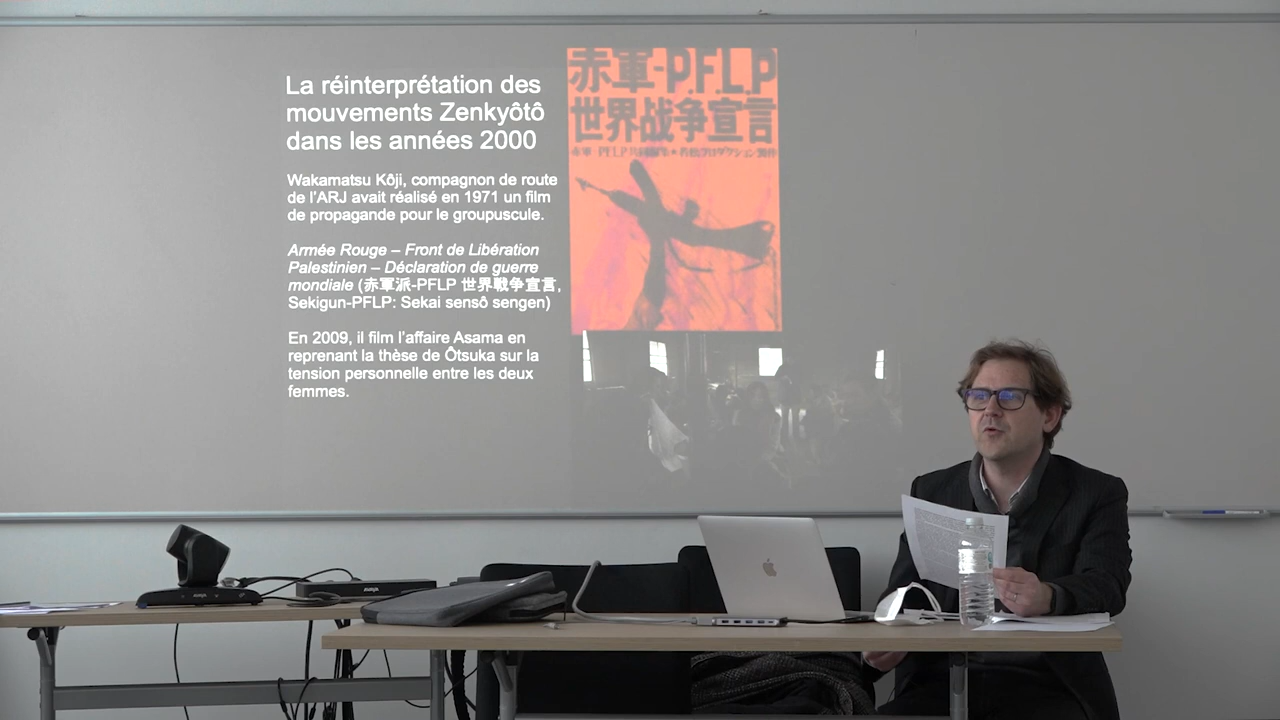 La réinterprétation des
mouvements Zenkyôtô
dans les années 2000
Wakamatsu Kôji, compagnon de route
de l'ARJ avait réalisé en 1971 un film
de propagande pour le groupuscule.
Armée Rouge – Front de Libération
Palestinien – Déclaration de guerre
mondiale (赤軍派-PFLP 世界戦争宣言,
Sekigun-PFLP: Sekai sensô sengen)
En 2009, il film l'affaire Asama en
reprenant la thèse de Ôtsuka sur la
tension personnelle entre les deux
femmes.
赤軍-P.F.L.P
世界战争宣言